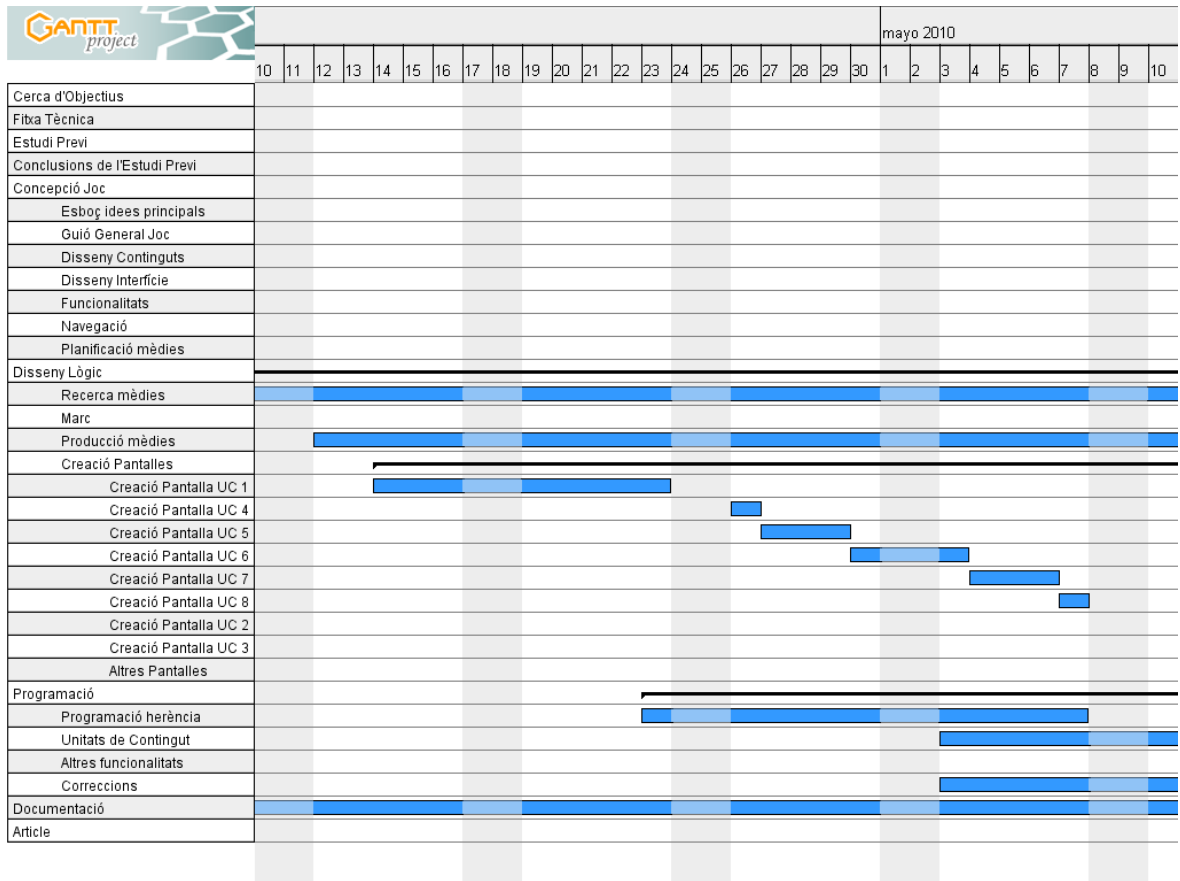 GANTT
project
mayo 2010
10 11 12 13 14 15 16 17 18 19 20 21 22 23 24 25 26 27 28 29 30 1 2 3 4 5 6 7 8 9 10
Cerca d'Objectius
Fitxa Tècnica
Estudi Previ
Conclusions de l'Estudi Previ
Concepció Joc
Esboç idees principals
Guió General Joc
Disseny Continguts
Disseny Interfície
Funcionalitats
Navegació
Planificació mèdies
Disseny Lògic
Recerca mèdies
Marc
Producció mèdies
Creació Pantalles
Creació Pantalla UC 1
Creació Pantalla UC 4
Creació Pantalla UC 5
Creació Pantalla UC 6
Creació Pantalla UC 7
Creació Pantalla UC 8
Creació Pantalla UC 2
Creació Pantalla UC 3
Altres Pantalles
Programació
Programació herència
Unitats de Contingut
Altres funcionalitats
Correccions
Documentació
Article